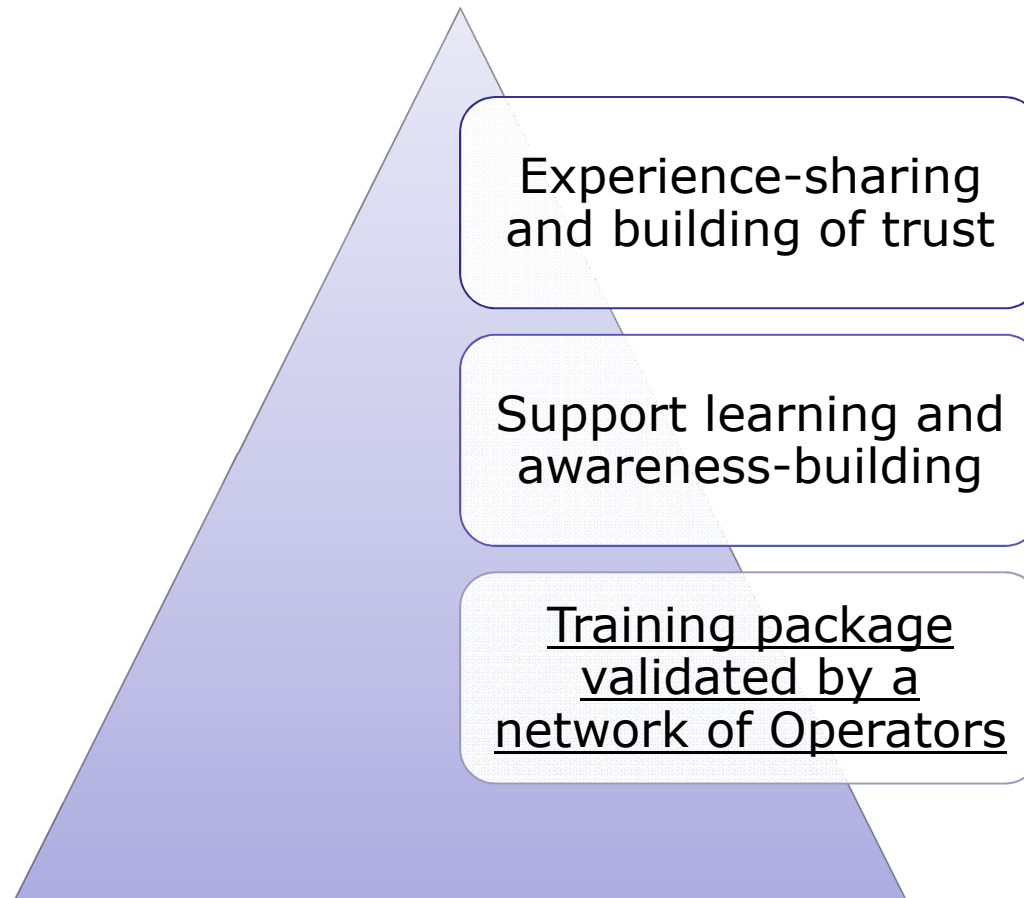 Experience-sharing
and building of trust
Support learning and
awareness-building
Training package
validated by a
network of Operators